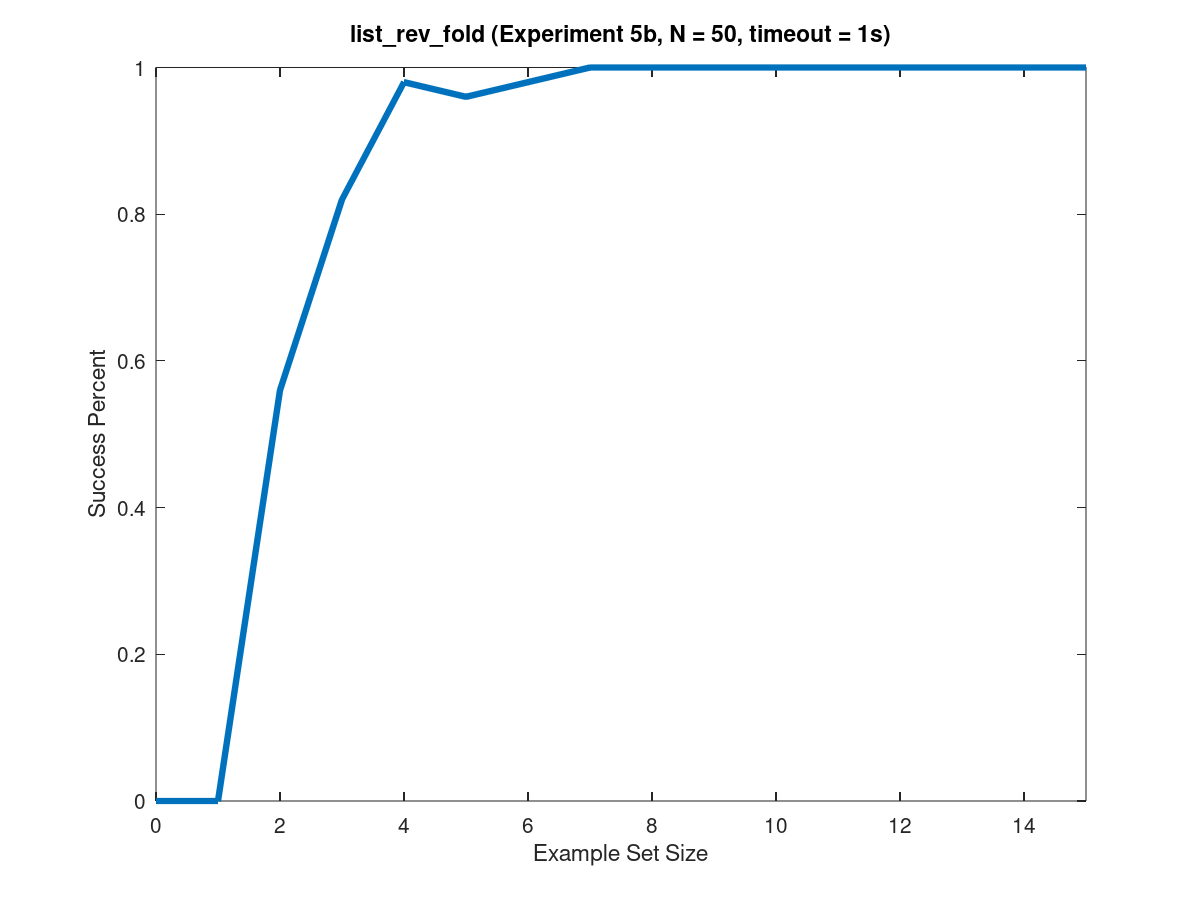 list_rev_fold (Experiment 5b, N = 50, timeout = 1s)
1
0.8
0.6
0.4
0.2
0
Success Percent
0 2 4 6 8 10 12 14
Example Set Size